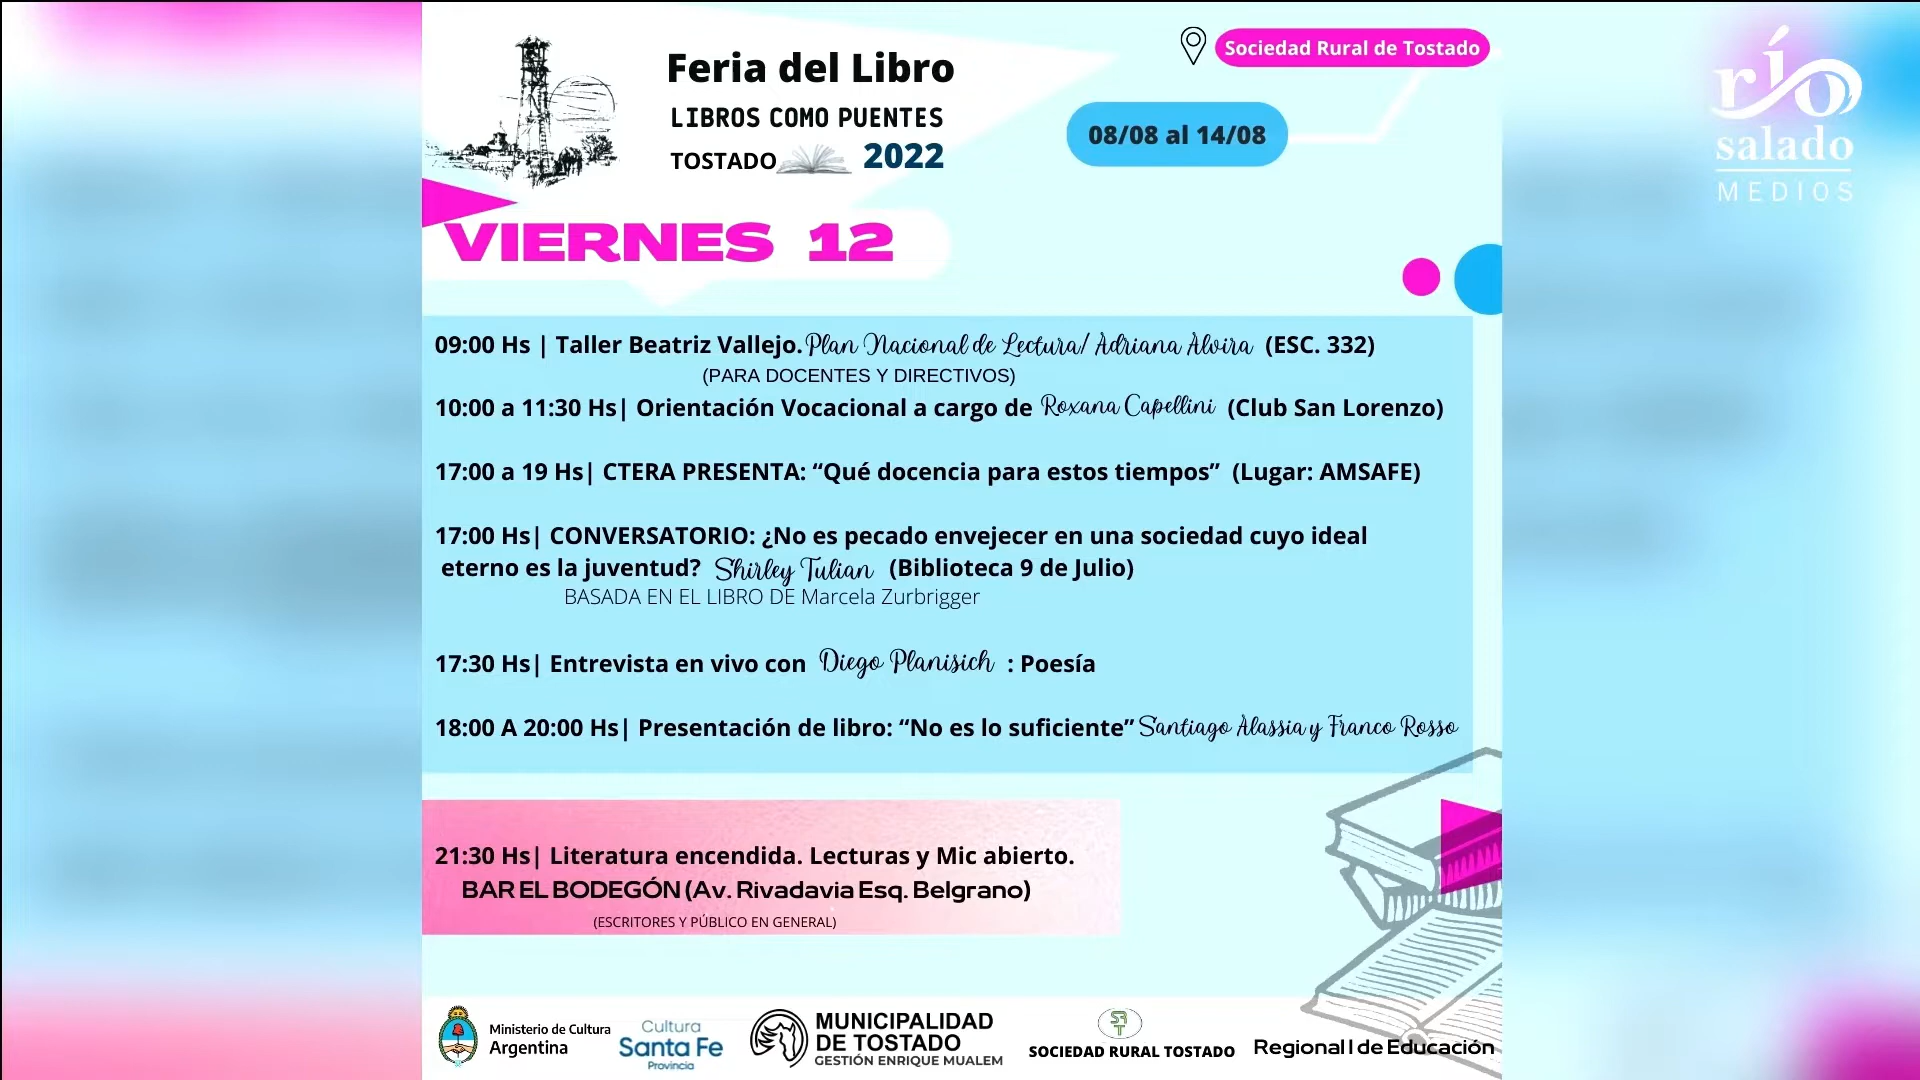 Feria del Libro
LIBROS COMO PUENTES
TOSTADO 2022
Sociedad Rural de Tostado
08/08 al 14/08
río
salado
MEDIOS
VIERNES 12
09:00 Hs | Taller Beatriz Vallejo. Plan Nacional de Lectura/ Adriana Alvira (ESC. 332)
(PARA DOCENTES Y DIRECTIVOS)
10:00 a 11:30 Hs| Orientación Vocacional a cargo de Roxana Capellini (Club San Lorenzo)
17:00 a 19 Hs| CTERA PRESENTA: “Qué docencia para estos tiempos” (Lugar: AMSAFE)
17:00 Hs| CONVERSATORIO: ¿No es pecado envejecer en una sociedad cuyo ideal
eterno es la juventud? Shirley Tulian (Biblioteca 9 de Julio)
BASADA EN EL LIBRO DE Marcela Zurbrigger
17:30 Hs| Entrevista en vivo con Diego Planisich : Poesía
18:00 A 20:00 Hs| Presentación de libro: “No es lo suficiente” Santiago Alassia y Franco Rosso
21:30 Hs| Literatura encendida. Lecturas y Mic abierto.
BAR EL BODEGÓN (Av. Rivadavia Esq. Belgrano)
(ESCRITORES Y PÚBLICO EN GENERAL)
Ministerio de Cultura
Argentina
Cultura
Santa Fe
Provincia
MUNICIPALIDAD
DE TOSTADO
GESTIÓN ENRIQUE MUALEM
SRT
SOCIEDAD RURAL TOSTADO
Regional I de Educación